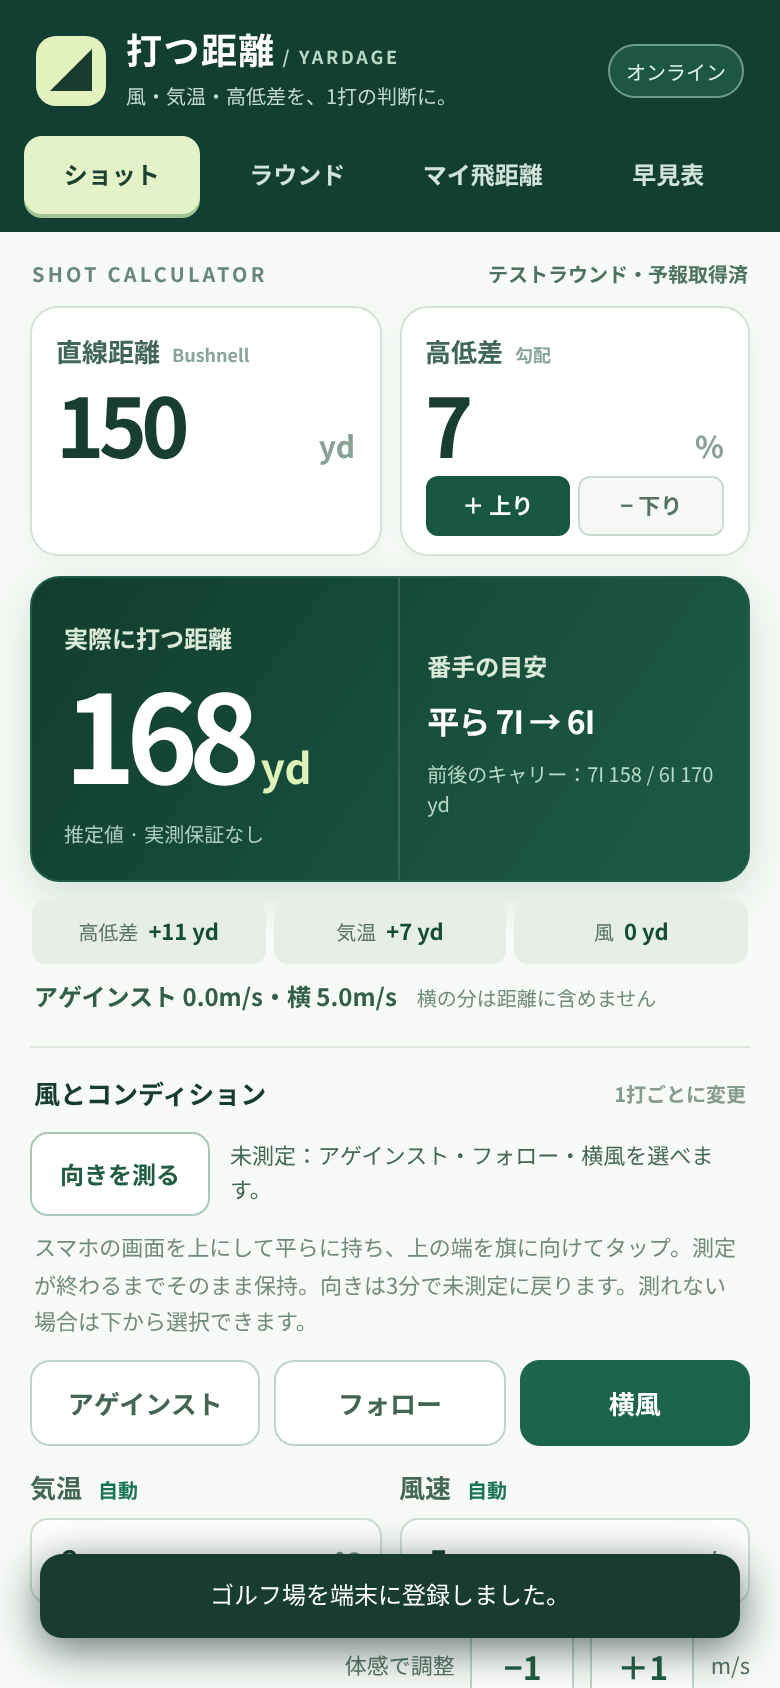 打つ距離 / YARDAGE
風・気温・高低差を、1打の判断に。
オンライン
ショット
ラウンド
マイ飛距離
早見表
SHOT CALCULATOR
テストラウンド・予報取得済
直線距離 Bushnell
150 yd
高低差 勾配
7 %
＋ 上り
− 下り
実際に打つ距離
168 yd
推定値 · 実測保証なし
番手の目安
平ら 7I → 6I
前後のキャリー：7I 158 / 6I 170
yd
高低差 +11 yd
気温 +7 yd
風 0 yd
アゲインスト 0.0m/s・横 5.0m/s 横の分は距離に含めません
風とコンディション
1打ごとに変更
向きを測る
未測定：アゲインスト・フォロー・横風を選べま
す。
スマホの画面を上にして平らに持ち、上の端を旗に向けてタップ。測定
が終わるまでそのまま保持。向きは3分で未測定に戻ります。測れない
場合は下から選択できます。
アゲインスト
フォロー
横風
気温 自動
風速 自動
ゴルフ場を端末に登録しました。
体感で調整
−1
＋1
m/s